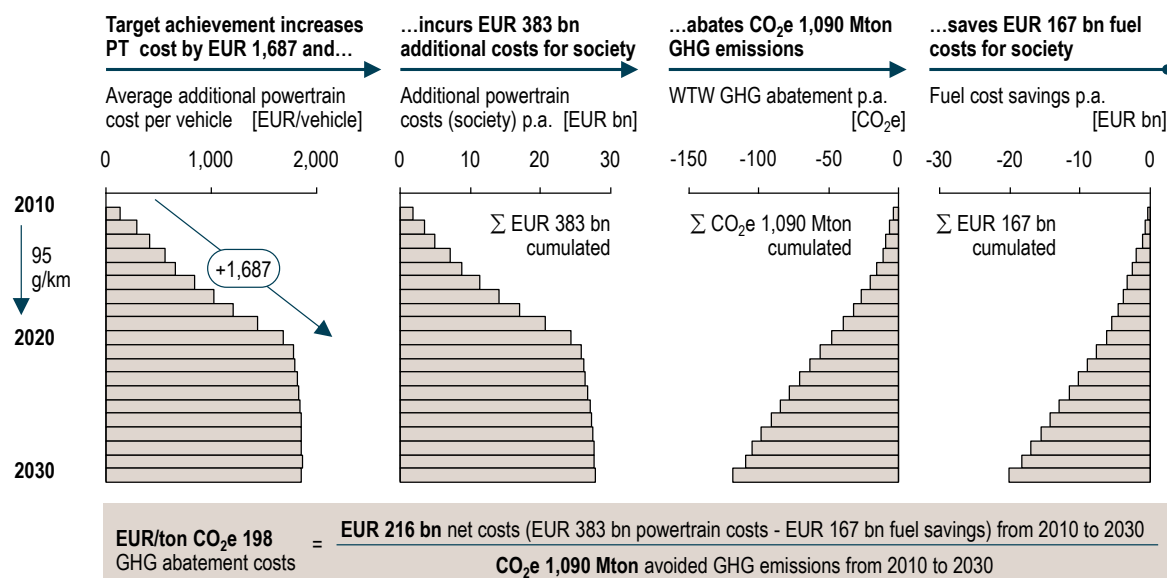 Target achievement increases
PT cost by EUR 1,687 and…
…incurs EUR 383 bn
additional costs for society
…abates CO₂e 1,090 Mton
GHG emissions
…saves EUR 167 bn fuel
costs for society
Average additional powertrain
cost per vehicle [EUR/vehicle]
Additional powertrain
costs (society) p.a. [EUR bn]
WTW GHG abatement p.a.
[CO₂e]
Fuel cost savings p.a.
[EUR bn]
0 1,000 2,000
0 10 20 30
-150 -100 -50 0
-30 -20 -10 0
2010
95
g/km
2020
2030
+1,687
∑ EUR 383 bn
cumulated
∑ CO₂e 1,090 Mton
cumulated
∑ EUR 167 bn
cumulated
EUR/ton CO₂e 198
GHG abatement costs
=
EUR 216 bn net costs (EUR 383 bn powertrain costs - EUR 167 bn fuel savings) from 2010 to 2030
CO₂e 1,090 Mton avoided GHG emissions from 2010 to 2030